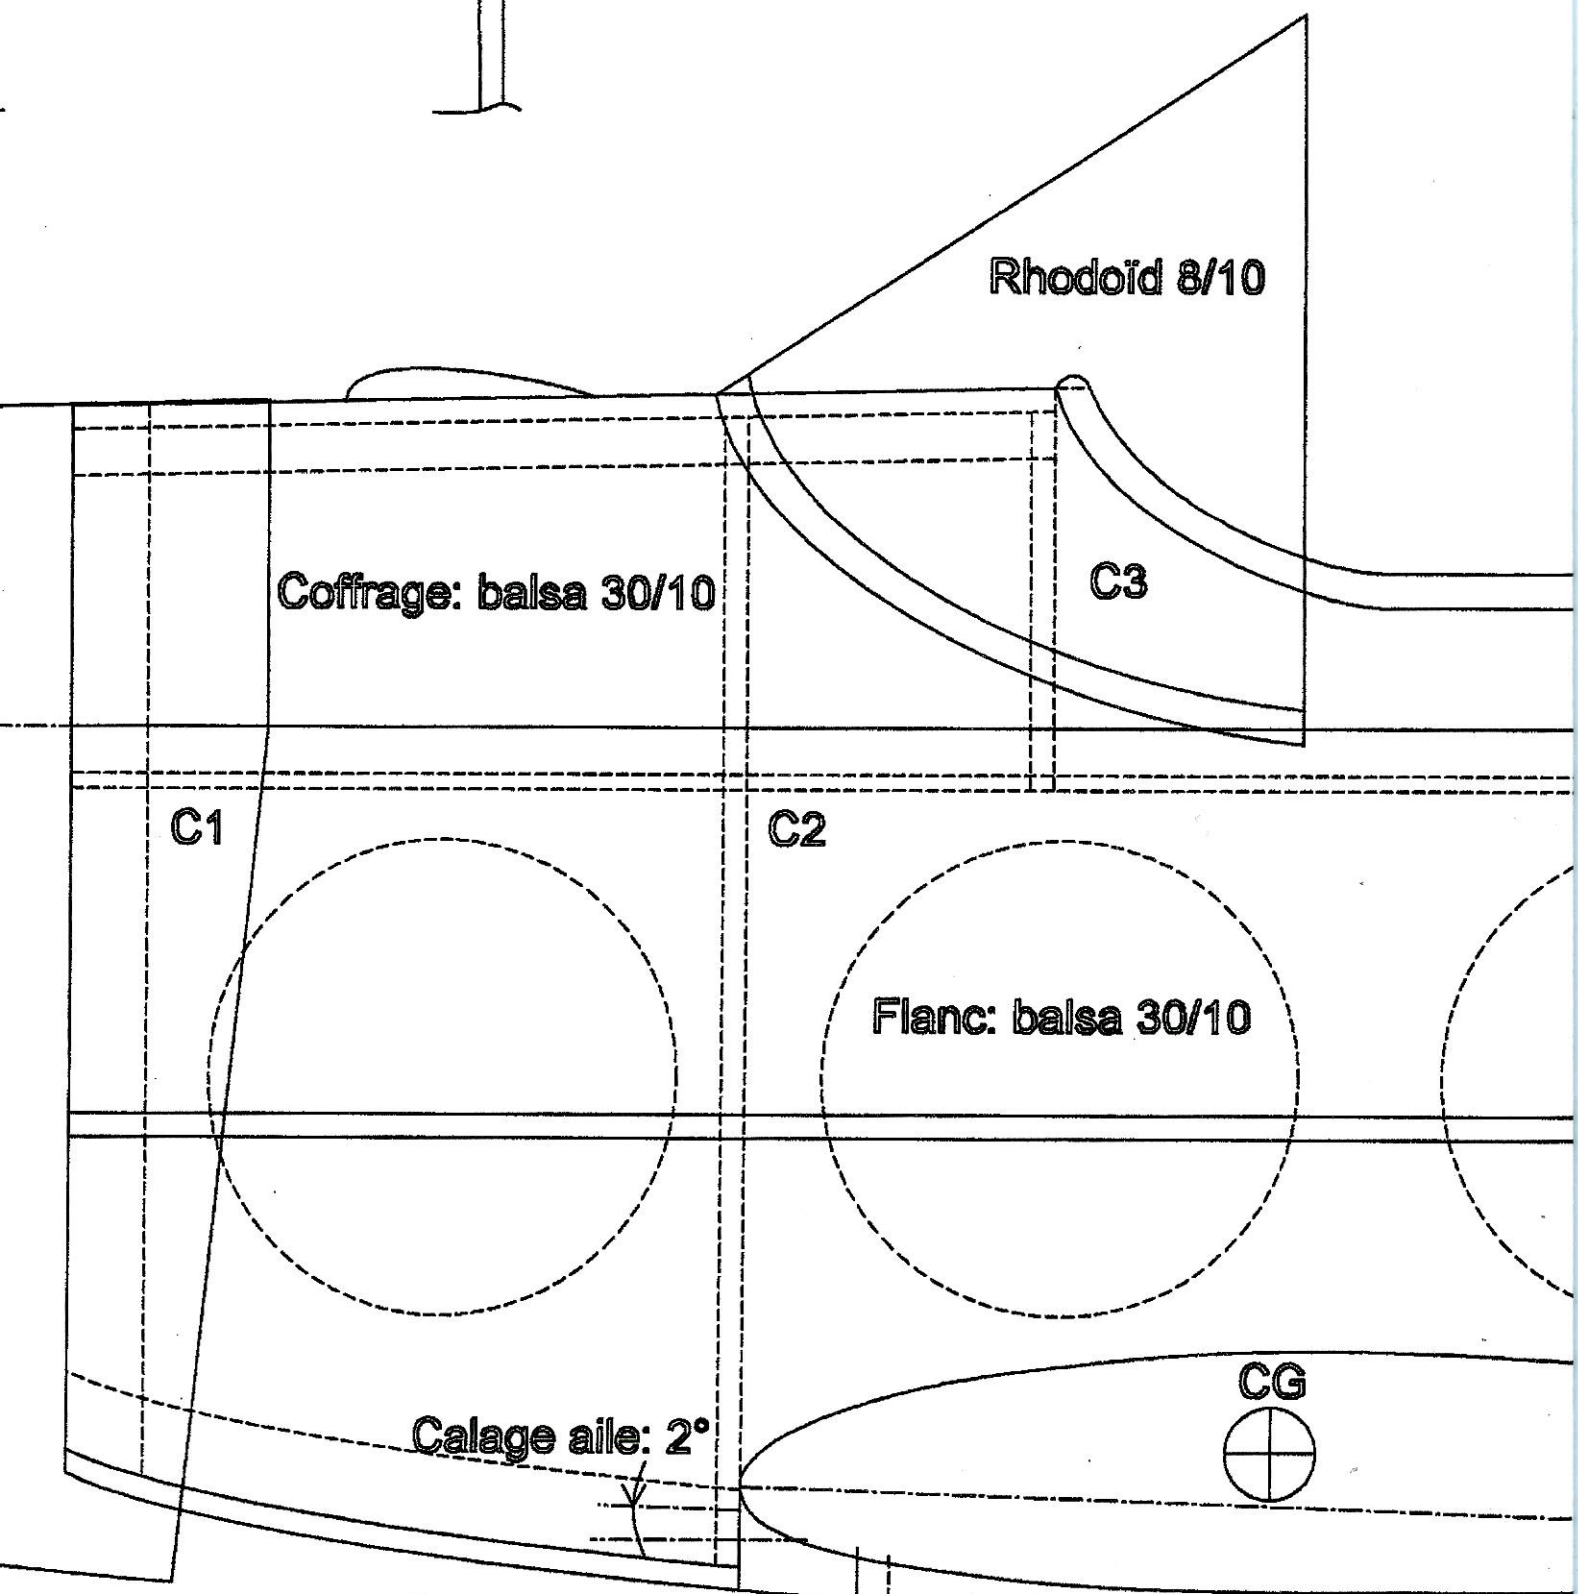 Rhodoïd 8/10
Coffrage: balsa 30/10
C3
C1
C2
Flanc: balsa 30/10
CG
Calage aile: 2°